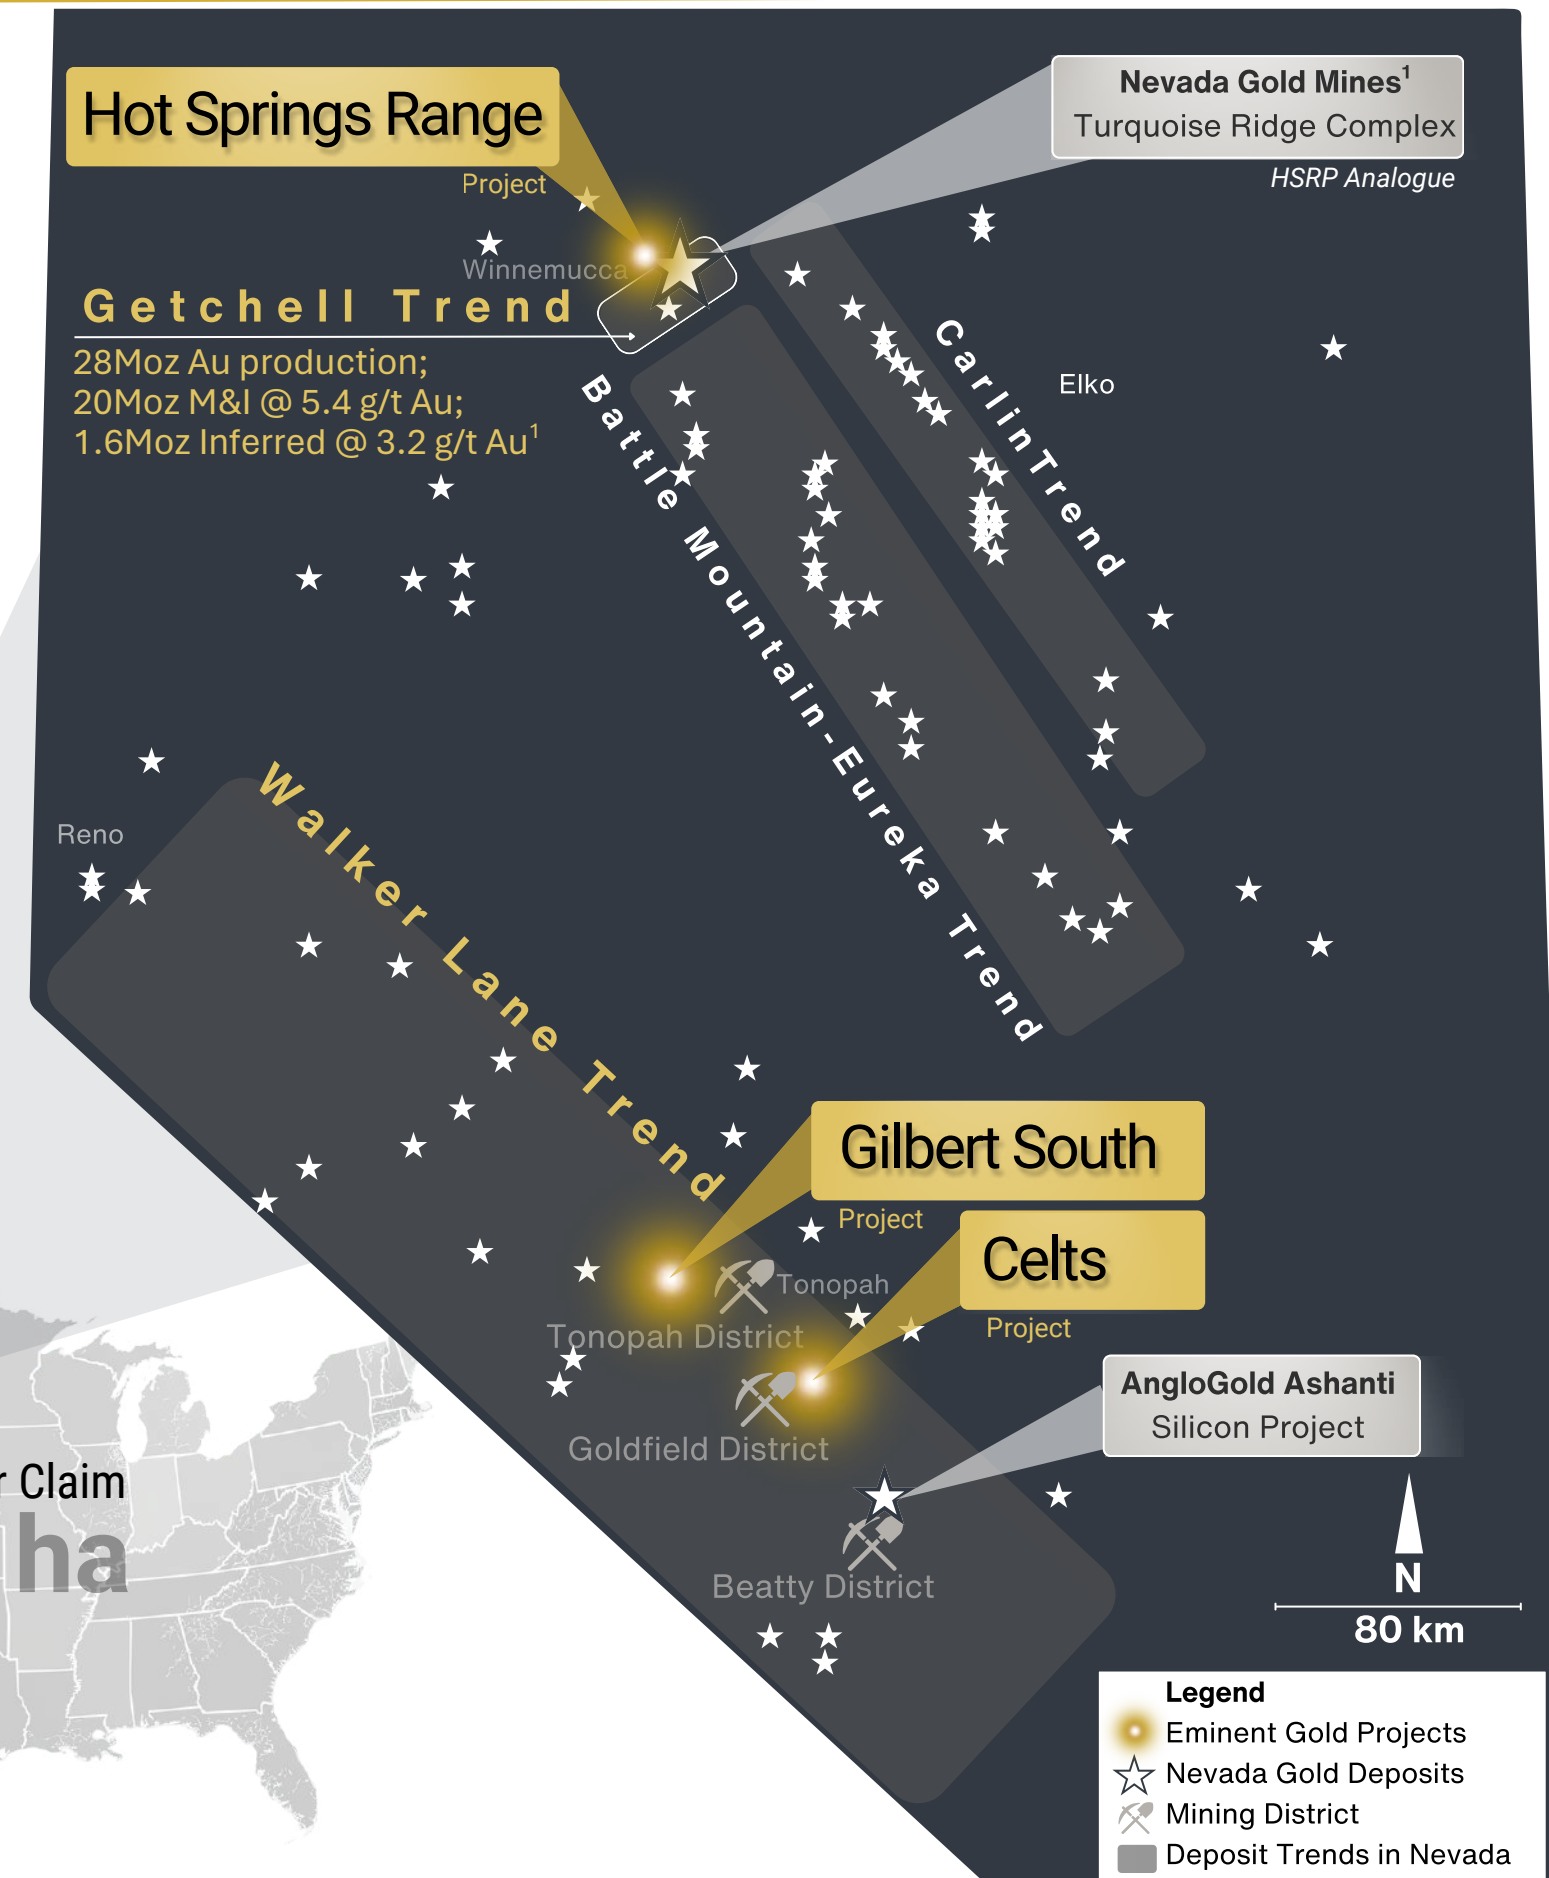 Hot Springs Range
Project
Nevada Gold Mines¹
Turquoise Ridge Complex
HSRP Analogue
Winnemucca
Getchell Trend
28Moz Au production;
20Moz M&I @ 5.4 g/t Au;
1.6Moz Inferred @ 3.2 g/t Au¹
Carlin Trend
Elko
Battle Mountain-Eureka Trend
Reno
Walker Lane Trend
Gilbert South
Project
Celts
Project
Tonopah
Tonopah District
Goldfield District
AngloGold Ashanti
Silicon Project
Beatty District
r Claim
ha
N
80 km
Legend
Eminent Gold Projects
Nevada Gold Deposits
Mining District
Deposit Trends in Nevada